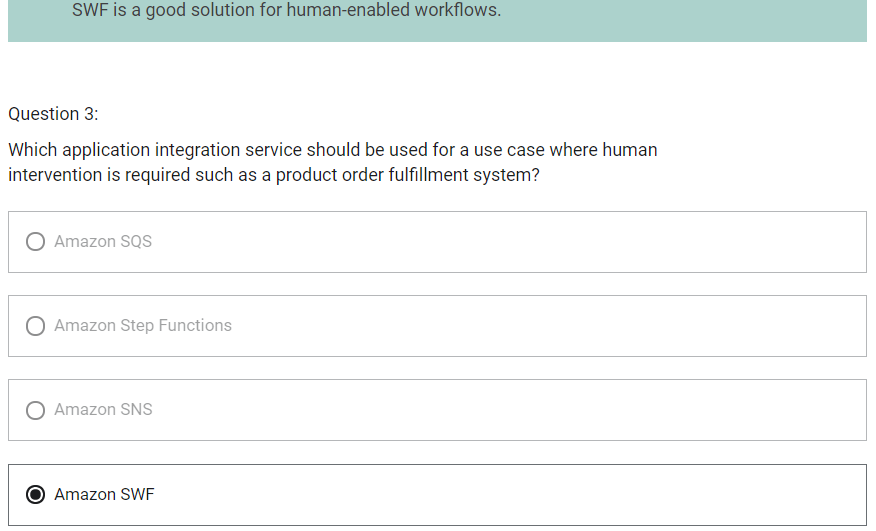 SWF is a good solution for human-enabled workflows.
Question 3:
Which application integration service should be used for a use case where human
intervention is required such as a product order fulfillment system?
Amazon SQS
Amazon Step Functions
Amazon SNS
Amazon SWF